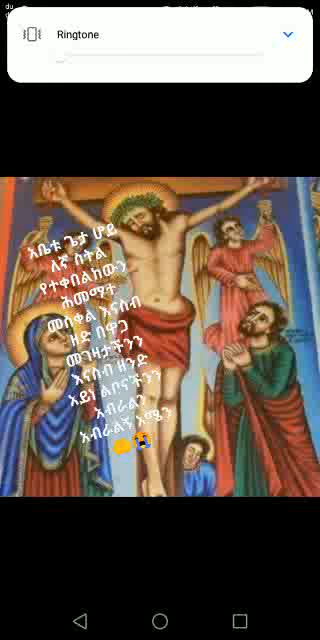 Ringtone
አቤቱ ጌታ ሆይ
ለኛ ስትል
የተቀበልከውን
ሕመማት
መስቀል እናስብ
ዘድ በዋጋ
መገዛታችንን
እናስብ ዘንድ
አይነ ልቦናችንን
አብራልን
አብራልኝ አሜን